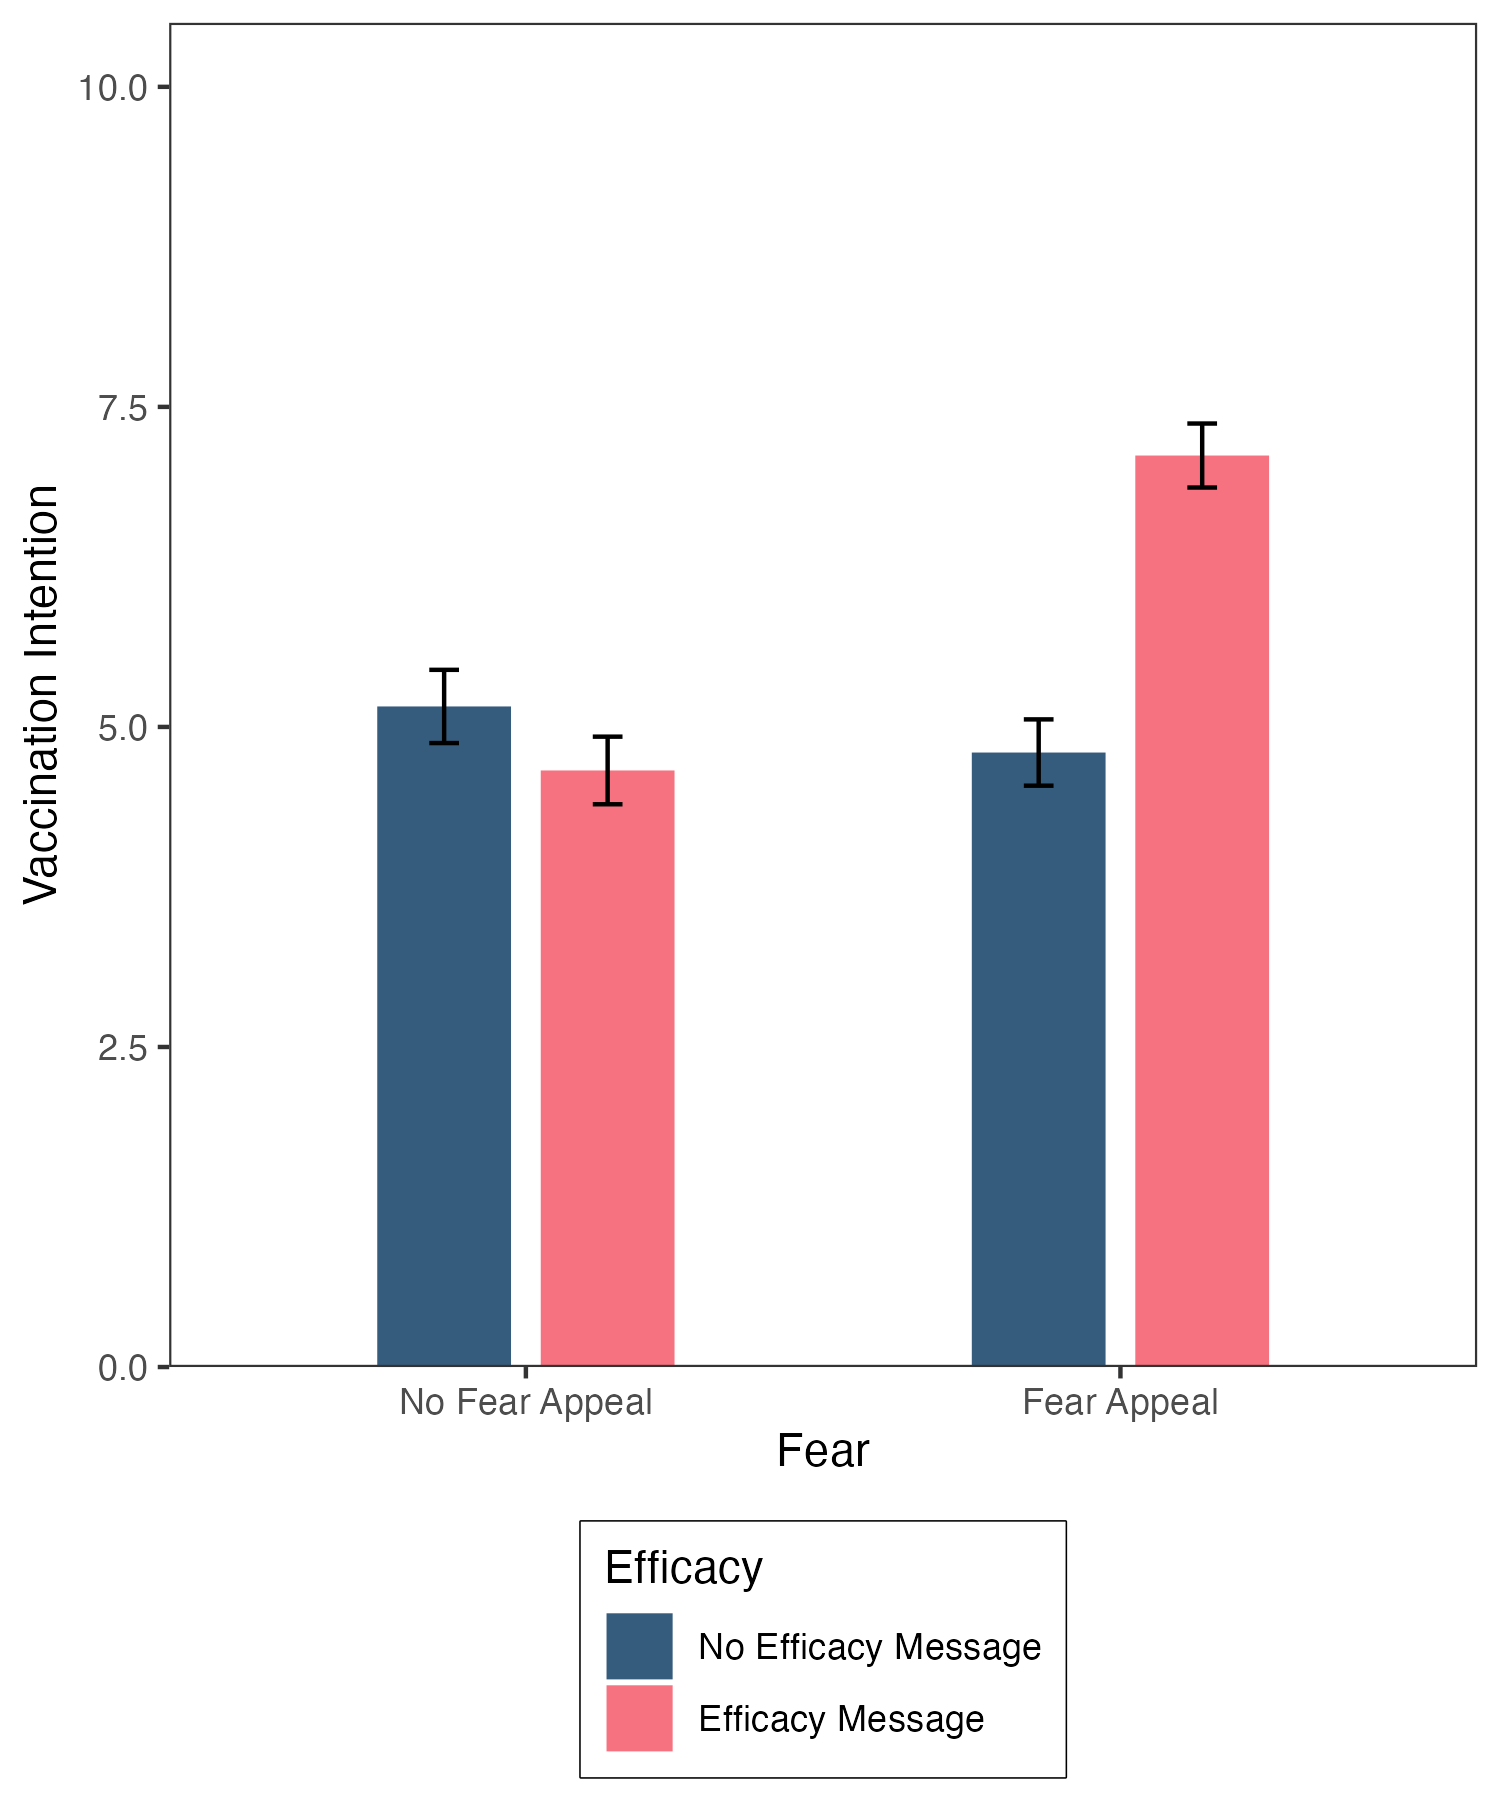 10.0
7.5
5.0
2.5
0.0
Vaccination Intention
No Fear Appeal
Fear Appeal
Fear
Efficacy
No Efficacy Message
Efficacy Message